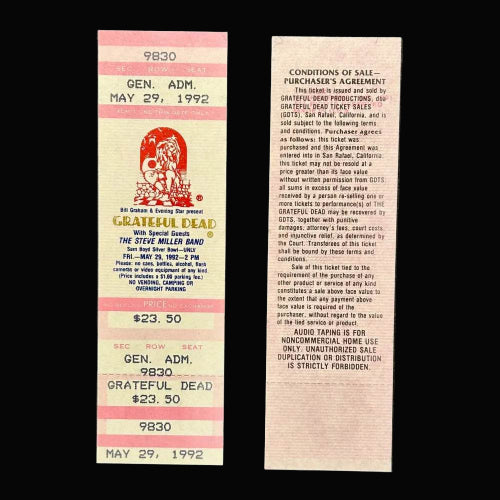 9830
SEC ROW SEAT
GEN. ADM.
MAY 29, 1992
®
Bill Graham & Evening Star present
GRATEFUL DEAD
®
With Special Guests
THE STEVE MILLER BAND
Sam Boyd Silver Bowl—UNLV
FRI.—MAY 29, 1992—2 PM
Please: no cans, bottles, alcohol, flash
cameras or video equipment of any kind.
(Price includes a $1.00 parking fee.)
NO VENDING, CAMPING OR
OVERNIGHT PARKING
PRICE
$23.50
SEC ROW SEAT
GEN. ADM.
9830
GRATEFUL DEAD
$23.50
9830
MAY 29, 1992
CONDITIONS OF SALE—
PURCHASER'S AGREEMENT
This ticket is issued and sold by
GRATEFUL DEAD PRODUCTIONS, dba
GRATEFUL DEAD TICKET SALES
(GDTS), San Rafael, California, and is
sold subject to the following terms
and conditions. Purchaser agrees
as follows: this ticket was
purchased and this Agreement was
entered into in San Rafael, California;
this ticket may not be resold at a
price greater than its face value
without written permission from GDTS;
all sums in excess of face value
received by a person re-selling one or
more tickets to performance(s) of THE
GRATEFUL DEAD may be recovered by
GDTS, together with punitive
damages; attorney's fees, court costs
and injunctive relief, as determined by
the Court. Transferees of this ticket
shall be bound by these terms and
conditions.
Sale of this ticket tied to the
requirement of the purchase of any
other product or service of any kind
constitutes a sale above face value to
the extent that any payment above
face value is required of the
purchaser, without regard to the value
of the tied service or product.
AUDIO TAPING IS FOR
NONCOMMERCIAL HOME USE
ONLY. UNAUTHORIZED SALE
DUPLICATION OR DISTRIBUTION
IS STRICTLY FORBIDDEN.